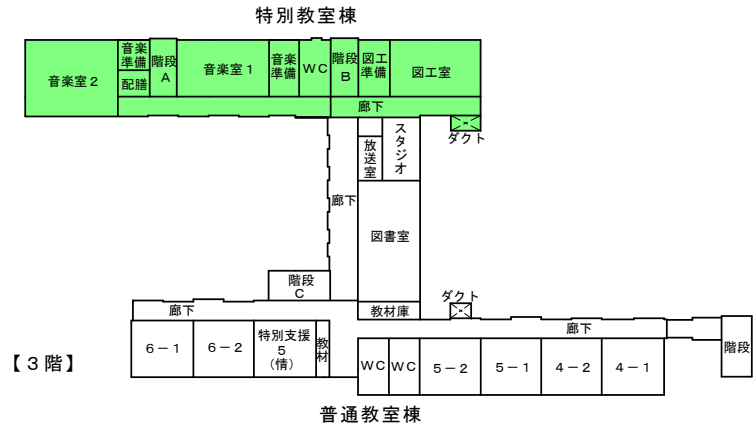 特別教室棟
音楽室２
音楽
準備
配膳
階段
A
音楽室１
音楽
準備
ＷＣ
階段
B
図工
準備
図工室
廊下
ダクト
放送室
スタジオ
廊下
図書室
階段
C
教材庫
ダクト
廊下
廊下
６－１
６－２
特別支援
５
（情）
教材
ＷＣ
ＷＣ
５－２
５－１
４－２
４－１
階段
【３階】
普通教室棟